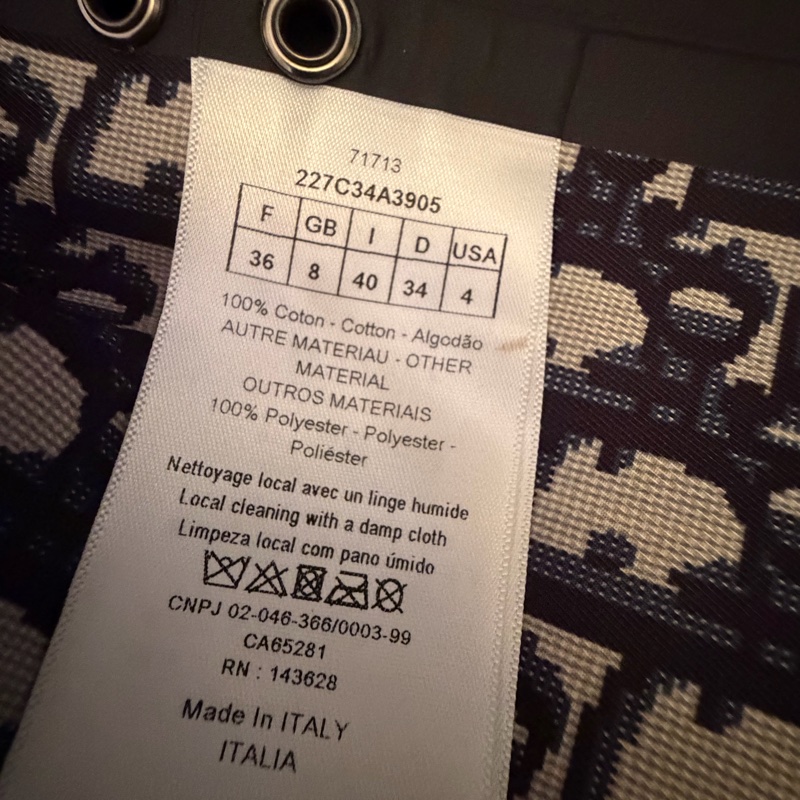 71713
227C34A3905
F GB I D USA
36 8 40 34 4
100% Coton - Cotton - Algodão
AUTRE MATERIAU - OTHER
MATERIAL
OUTROS MATERIAIS
100% Polyester - Polyester -
Poliéster
Nettoyage local avec un linge humide
Local cleaning with a damp cloth
Limpeza local com pano úmido
CNPJ 02-046-366/0003-99
CA65281
RN : 143628
Made In ITALY
ITALIA